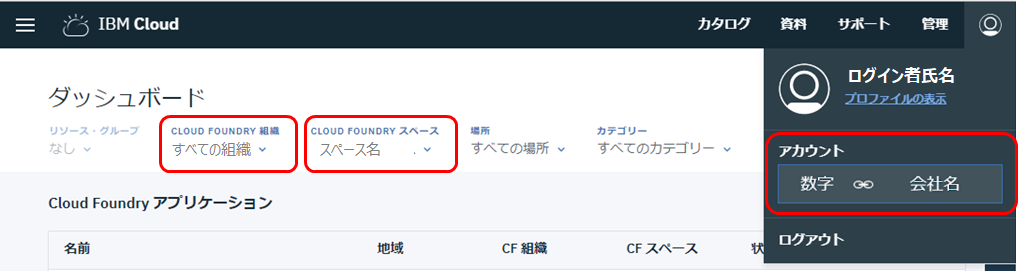 IBM Cloud
カタログ 資料 サポート 管理
ログイン者氏名
プロファイルの表示
アカウント
数字 会社名
ログアウト
ダッシュボード
リソース・グループ CLOUD FOUNDRY 組織 CLOUD FOUNDRY スペース 場所 カテゴリー
なし すべての組織 スペース名 . すべての場所 すべてのカテゴリー
Cloud Foundry アプリケーション
名前 地域 CF 組織 CF スペース 状